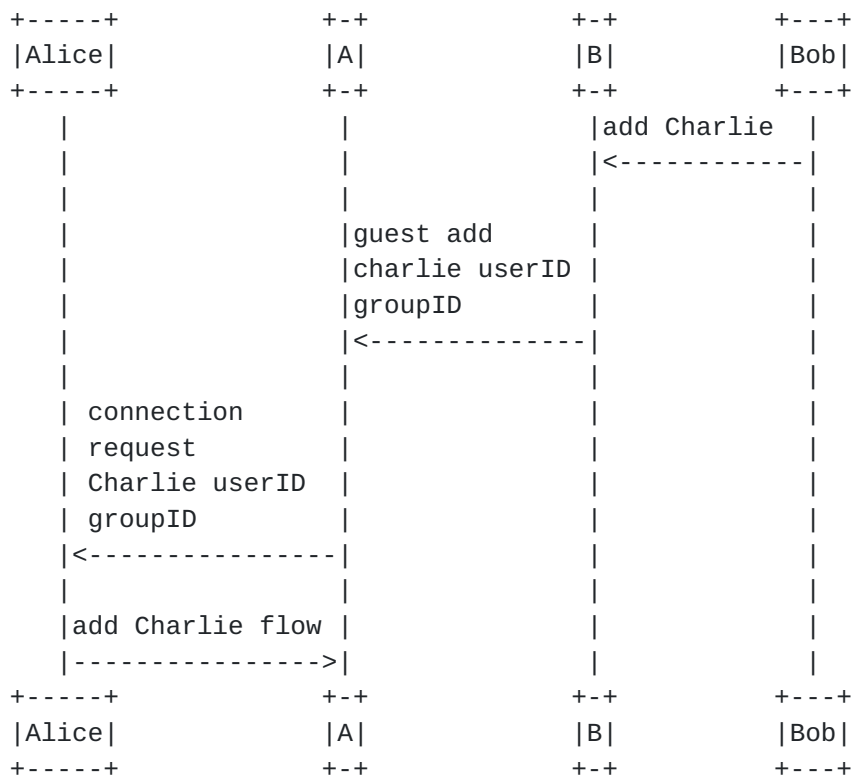 +-----+ +-+ +-+ +---+
|Alice| |A| |B| |Bob|
+-----+ +-+ +-+ +---+
| | |add Charlie |
| | |<------------|
| | | |
| |guest add | |
| |charlie userID | |
| |groupID | |
| |<--------------| |
| | | |
| connection | | |
| request | | |
| Charlie userID | | |
| groupID | | |
|<----------------| | |
| | | |
|add Charlie flow | | |
|---------------->| | |
+-----+ +-+ +-+ +---+
|Alice| |A| |B| |Bob|
+-----+ +-+ +-+ +---+